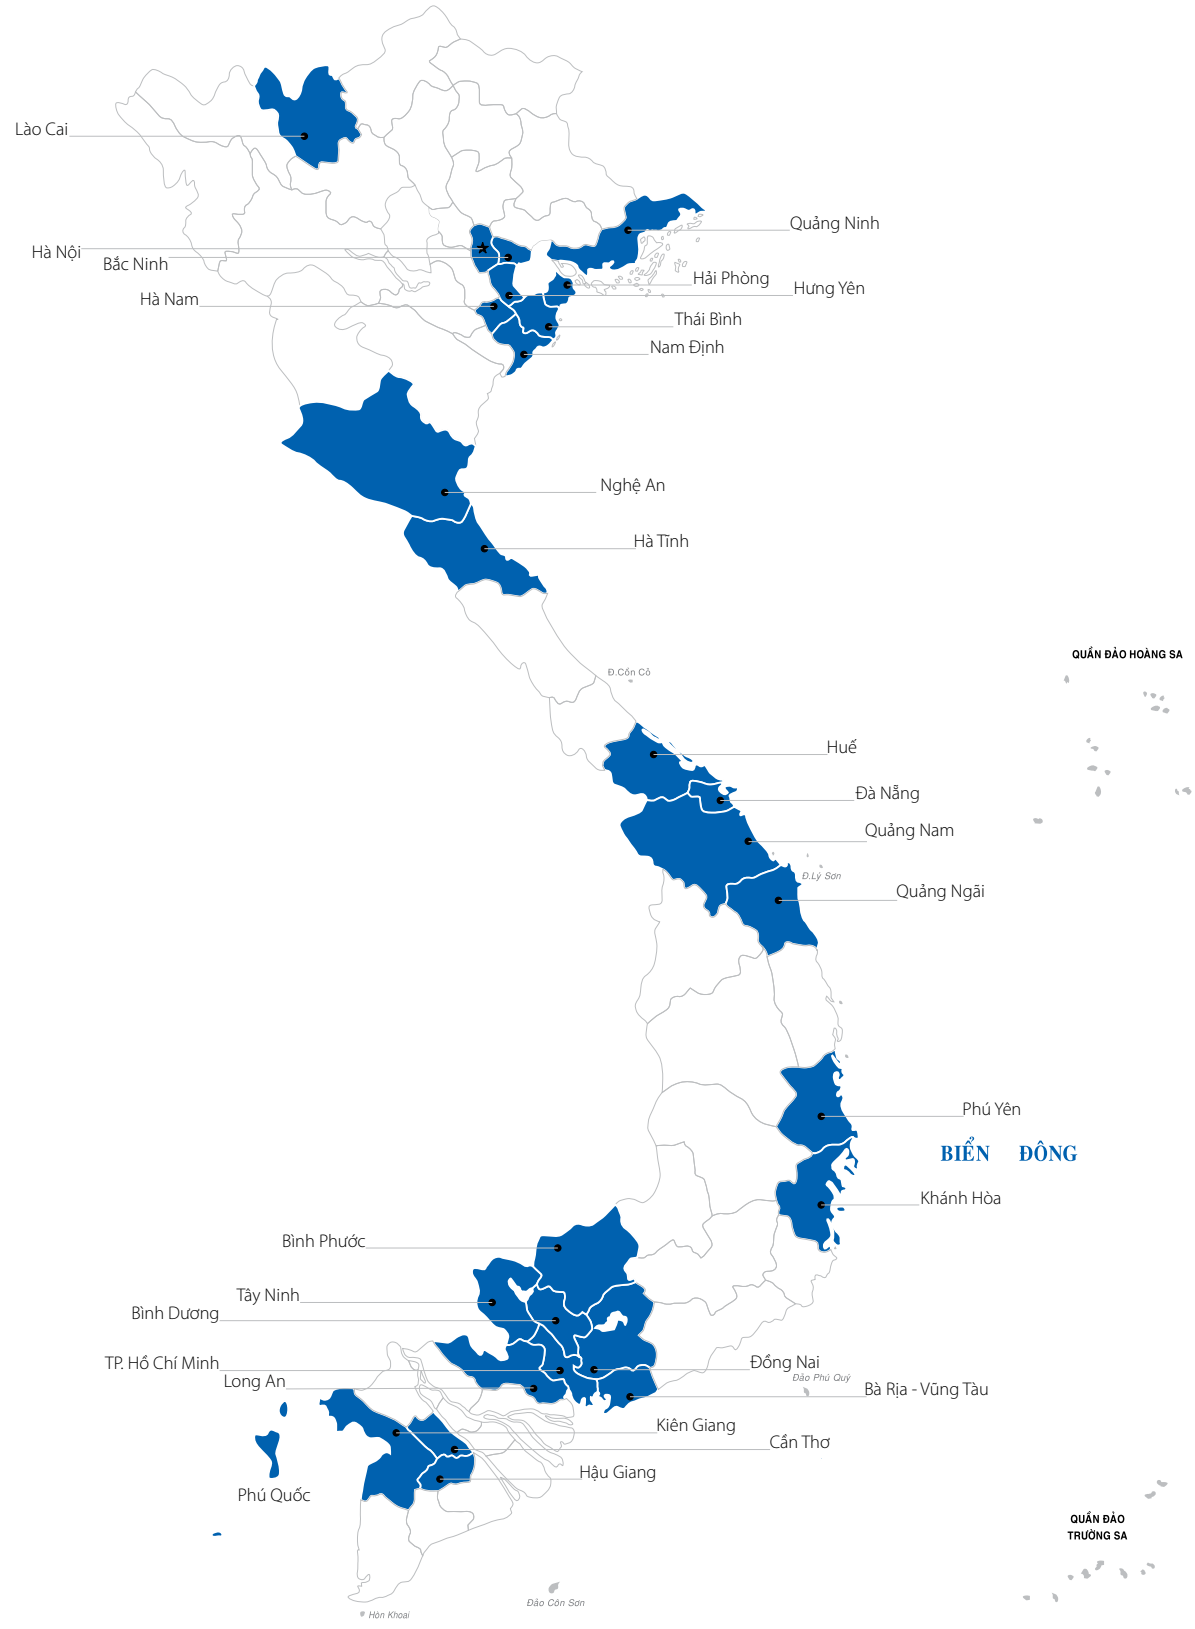 Lào Cai
Quảng Ninh
Hà Nội
Bắc Ninh
Hải Phòng
Hưng Yên
Hà Nam
Thái Bình
Nam Định
Nghệ An
Hà Tĩnh
QUẦN ĐẢO HOÀNG SA
Đ.Cồn Cỏ
Huế
Đà Nẵng
Quảng Nam
Đ.Lý Sơn
Quảng Ngãi
Phú Yên
BIỂN ĐÔNG
Khánh Hòa
Bình Phước
Tây Ninh
Bình Dương
TP. Hồ Chí Minh
Đồng Nai
Đảo Phú Quý
Long An
Bà Rịa - Vũng Tàu
Kiên Giang
Cần Thơ
Hậu Giang
Phú Quốc
QUẦN ĐẢO
TRƯỜNG SA
Đảo Côn Sơn
Hòn Khoai